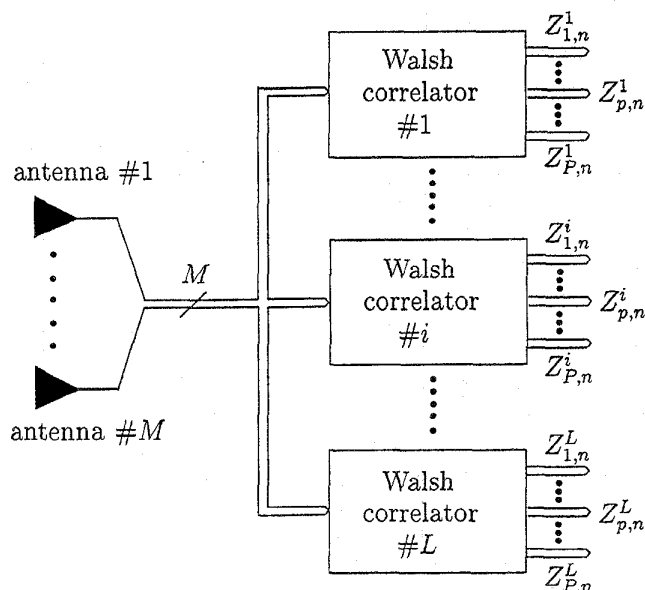 Z^1_{1,n}
Walsh
correlator
#1
Z^1_{p,n}
Z^1_{P,n}
antenna #1
M
Z^i_{1,n}
Walsh
correlator
#i
Z^i_{p,n}
Z^i_{P,n}
antenna #M
Z^L_{1,n}
Walsh
correlator
#L
Z^L_{p,n}
Z^L_{P,n}